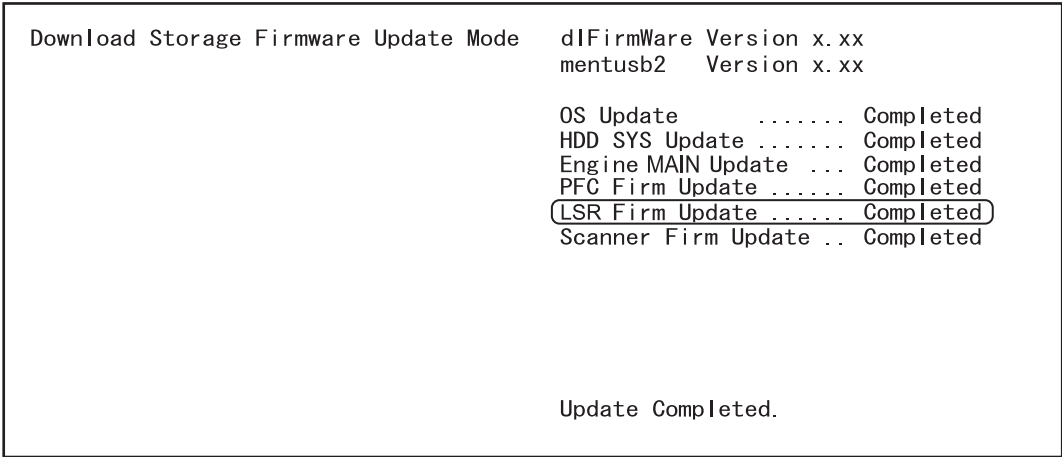 Download Storage Firmware Update Mode dlFirmWare Version x.xx
mentusb2 Version x.xx
OS Update ....... Completed
HDD SYS Update ....... Completed
Engine MAIN Update ... Completed
PFC Firm Update ...... Completed
LSR Firm Update ...... Completed
Scanner Firm Update .. Completed
Update Completed.